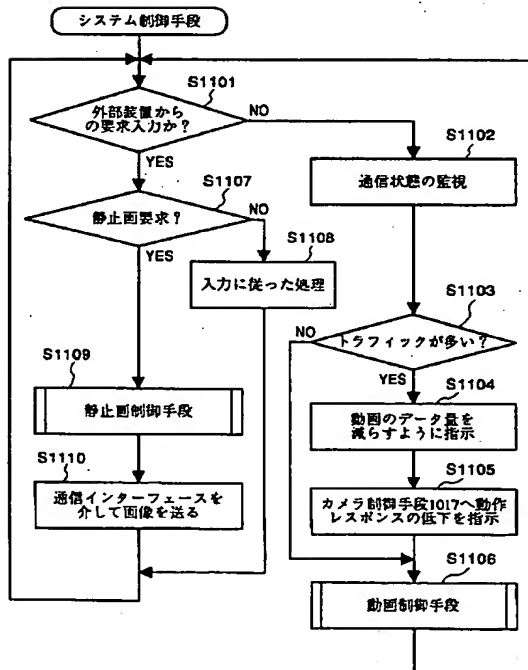 システム制御手段
S1101
外部装置から
の要求入力か?
NO
YES
S1102
通信状態の監視
S1107
静止画要求?
NO
YES
S1108
入力に従った処理
S1103
トラフィックが多い?
NO
YES
S1109
静止画制御手段
S1104
動画のデータ量を
減らすように指示
S1110
通信インターフェースを
介して画像を送る
S1105
カメラ制御手段1017へ動作
レスポンスの低下を指示
S1106
動画制御手段